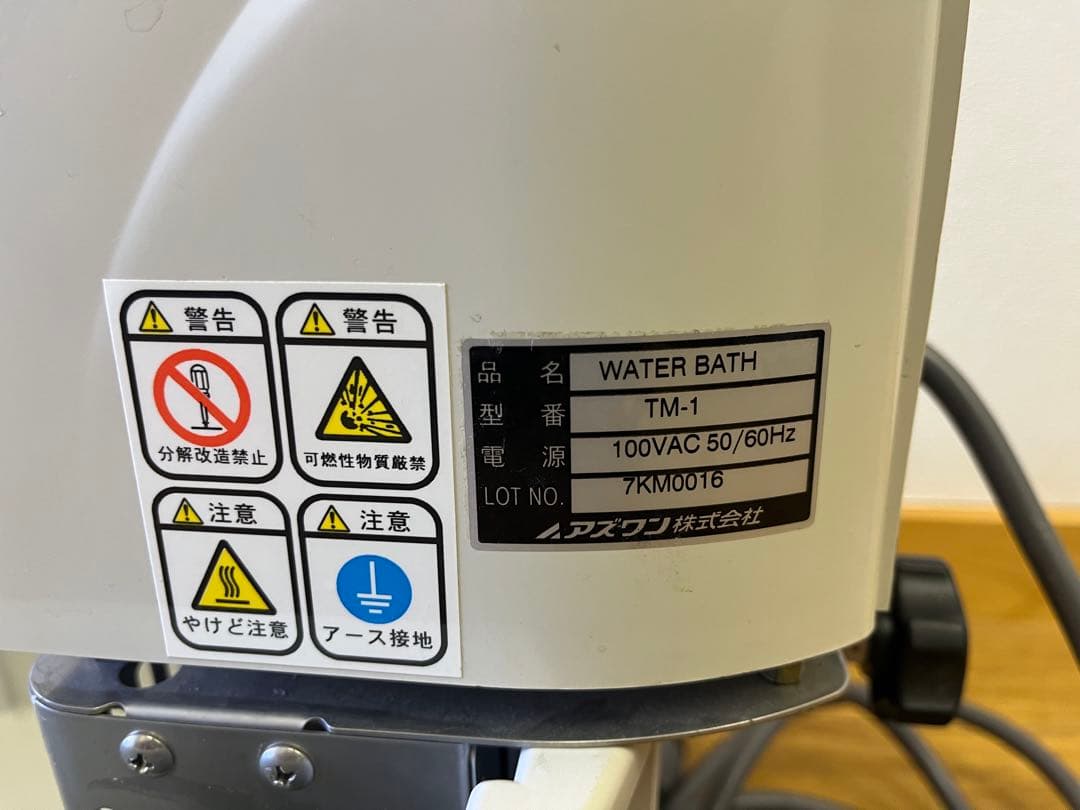 警告
分解改造禁止
警告
可燃性物質厳禁
注意
やけど注意
注意
アース接地
品名 WATER BATH
型番 TM-1
電源 100VAC 50/60Hz
LOT NO. 7KM0016
アズワン株式会社